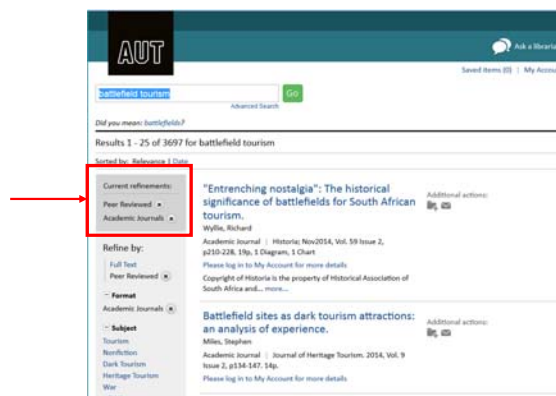 AUT
Ask a libraria
Saved items (0) | My Accou
battlefield tourism
Go
Advanced Search
Did you mean: battlefields?
Results 1 - 25 of 3697 for battlefield tourism
Sorted by: Relevance | Date
Current refinements:
Peer Reviewed
Academic Journals
Refine by:
Full Text
Peer Reviewed
Format
Academic Journals
Subject
Tourism
Nonfiction
Dark Tourism
Heritage Tourism
War
"Entrenching nostalgia": The historical
significance of battlefields for South African
tourism.
Wyllie, Richard
Academic Journal | Historia; Nov2014, Vol. 59 Issue 2,
p210-228, 19p, 1 Diagram, 1 Chart
Please log in to My Account for more details
Copyright of Historia is the property of Historical Association of
South Africa and... more...
Additional actions:
Battlefield sites as dark tourism attractions:
an analysis of experience.
Miles, Stephen
Academic Journal | Journal of Heritage Tourism. 2014, Vol. 9
Issue 2, p134-147. 14p.
Please log in to My Account for more details
Additional actions: